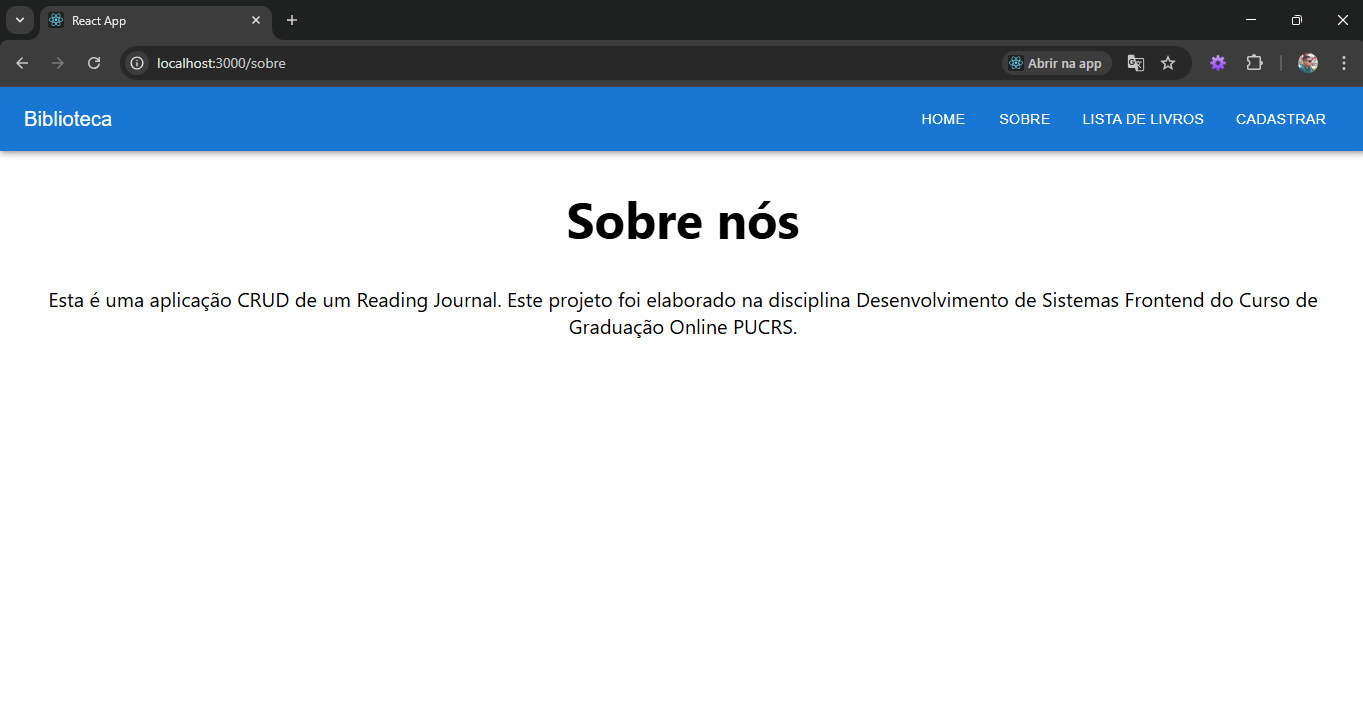 React App
localhost:3000/sobre
Abrir na app
Biblioteca
HOME
SOBRE
LISTA DE LIVROS
CADASTRAR
Sobre nós
Esta é uma aplicação CRUD de um Reading Journal. Este projeto foi elaborado na disciplina Desenvolvimento de Sistemas Frontend do Curso de
Graduação Online PUCRS.